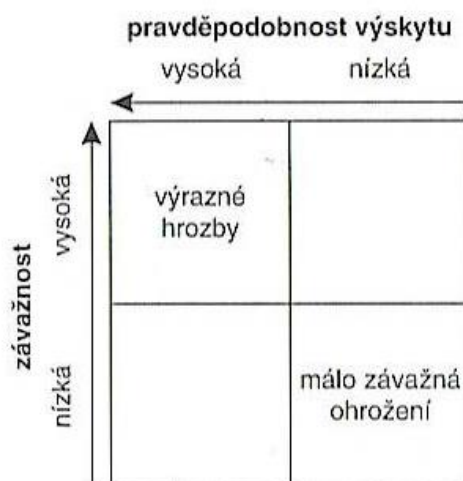 pravděpodobnost výskytu
vysoká nízká
závažnost
vysoká
výrazné
hrozby
nízká
málo závažná
ohrožení